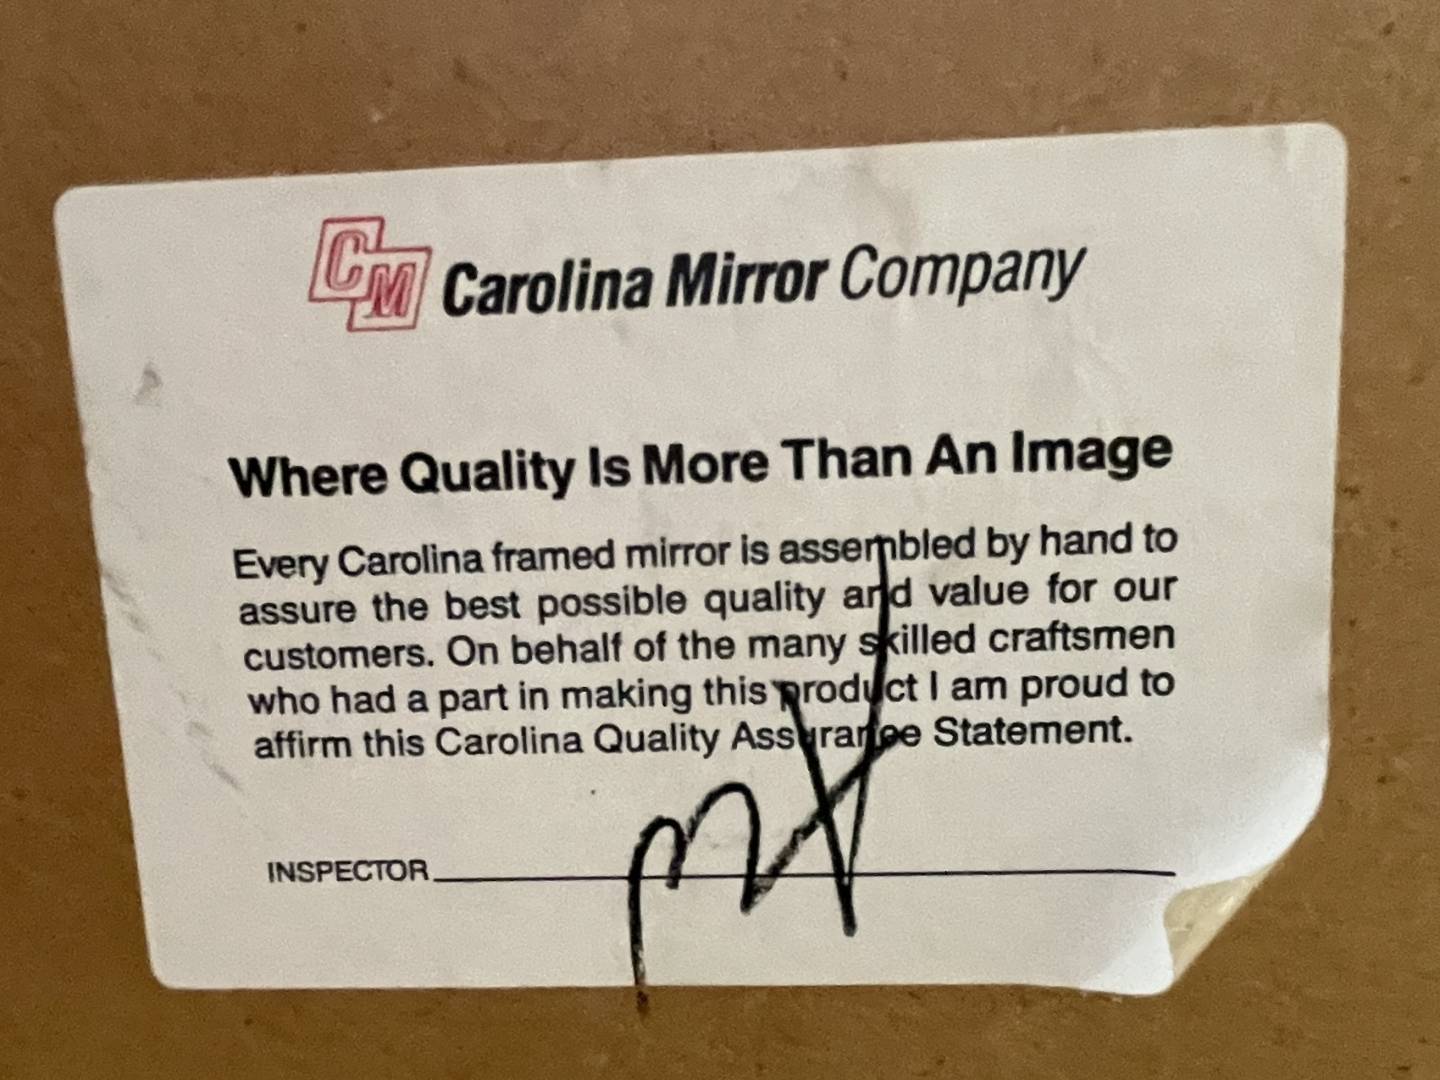 CM Carolina Mirror Company
Where Quality Is More Than An Image
Every Carolina framed mirror is assembled by hand to
assure the best possible quality and value for our
customers. On behalf of the many skilled craftsmen
who had a part in making this product I am proud to
affirm this Carolina Quality Assurance Statement.
INSPECTOR